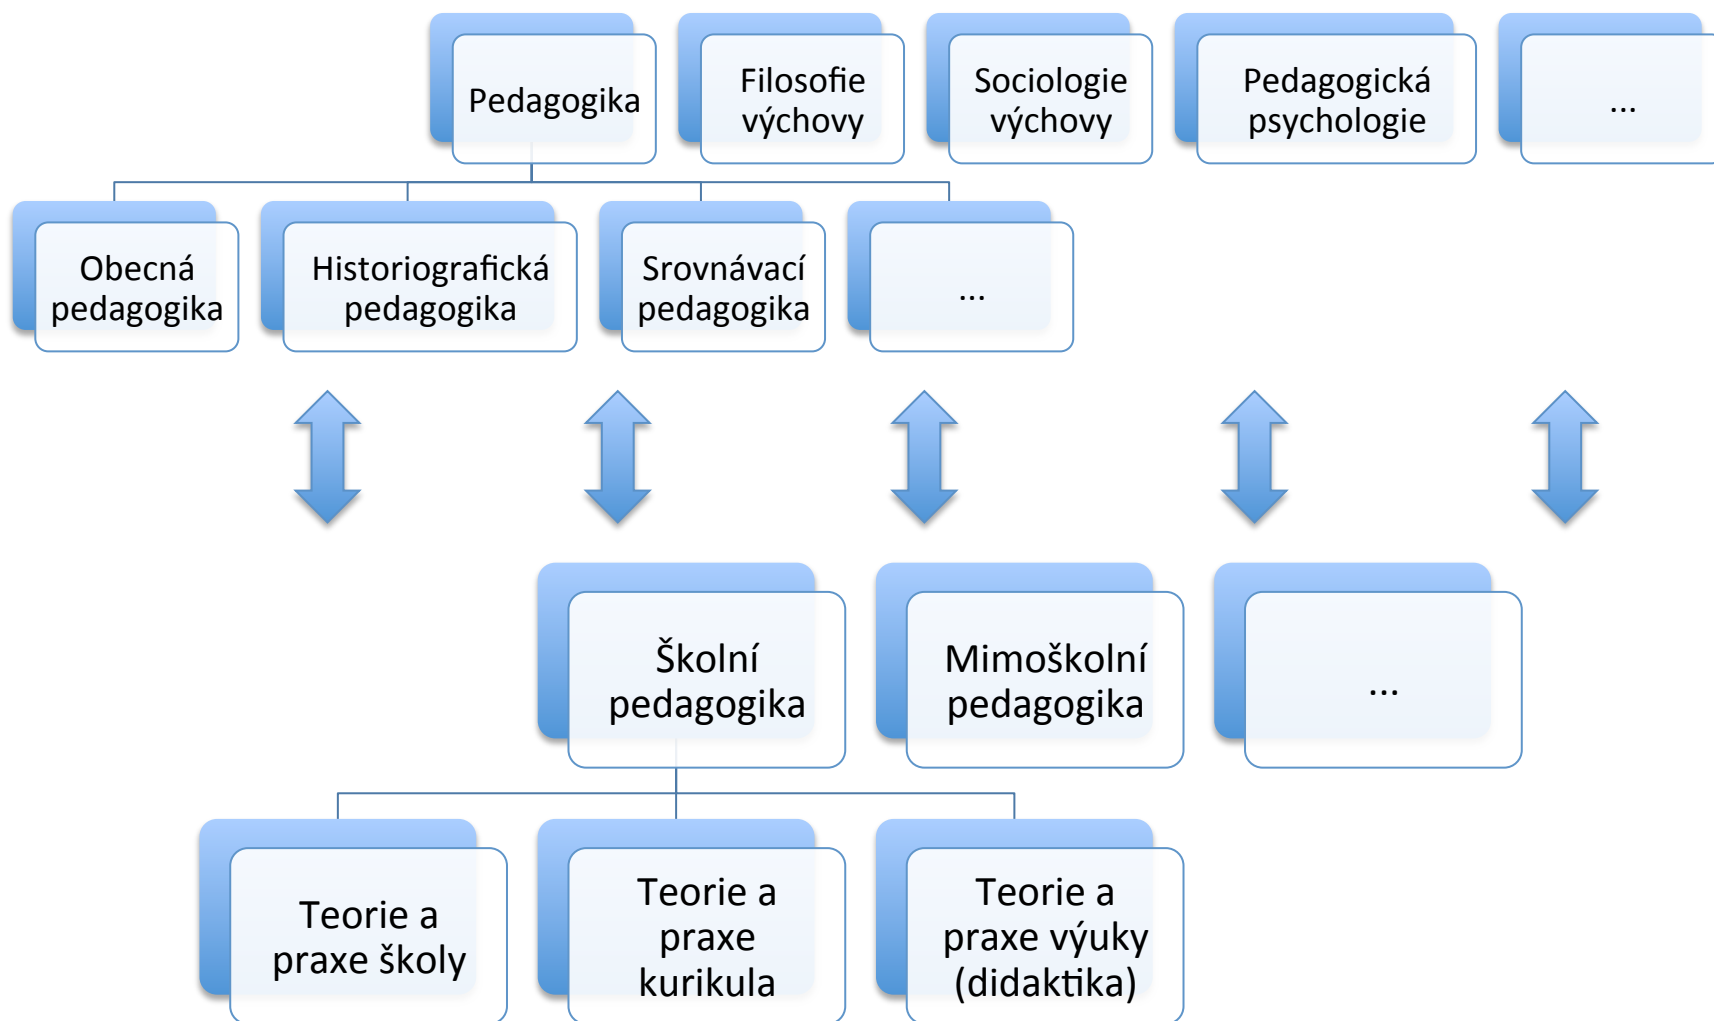 Pedagogika
Filosofie
výchovy
Sociologie
výchovy
Pedagogická
psychologie
...
Obecná
pedagogika
Historiografická
pedagogika
Srovnávací
pedagogika
...
Školní
pedagogika
Mimoškolní
pedagogika
...
Teorie a
praxe školy
Teorie a
praxe
kurikula
Teorie a
praxe výuky
(didaktika)